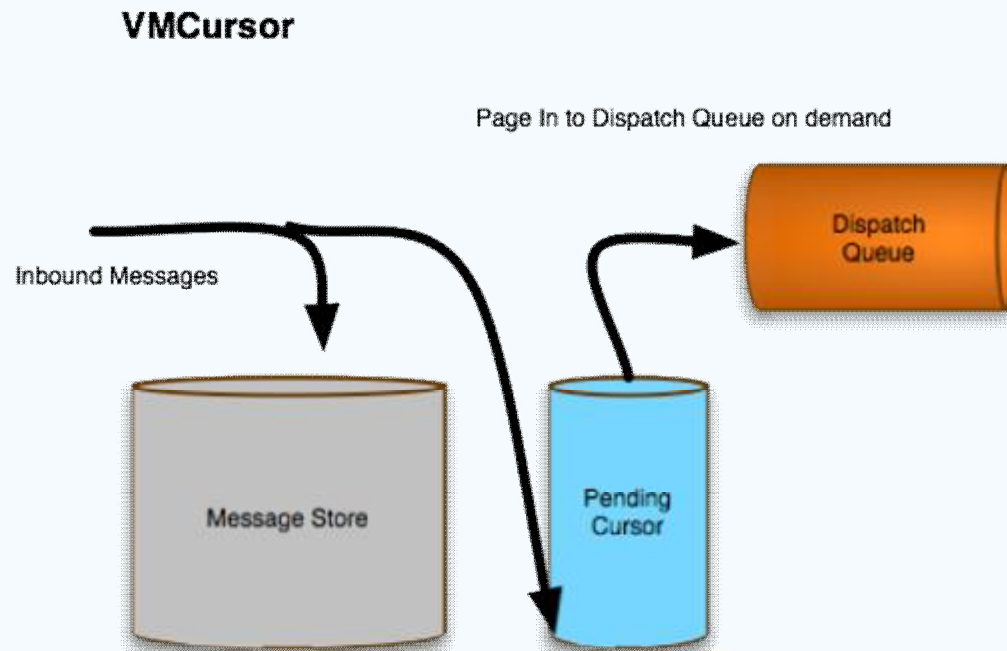 VMCursor
Page In to Dispatch Queue on demand
Dispatch
Queue
Inbound Messages
Message Store
Pending
Cursor